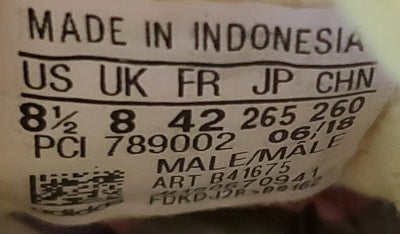 MADE IN INDONESIA
US UK FR JP CHN
8½ 8 42 265 260
PCI 789002 06/18
MALE/MÂLE
ART B41675